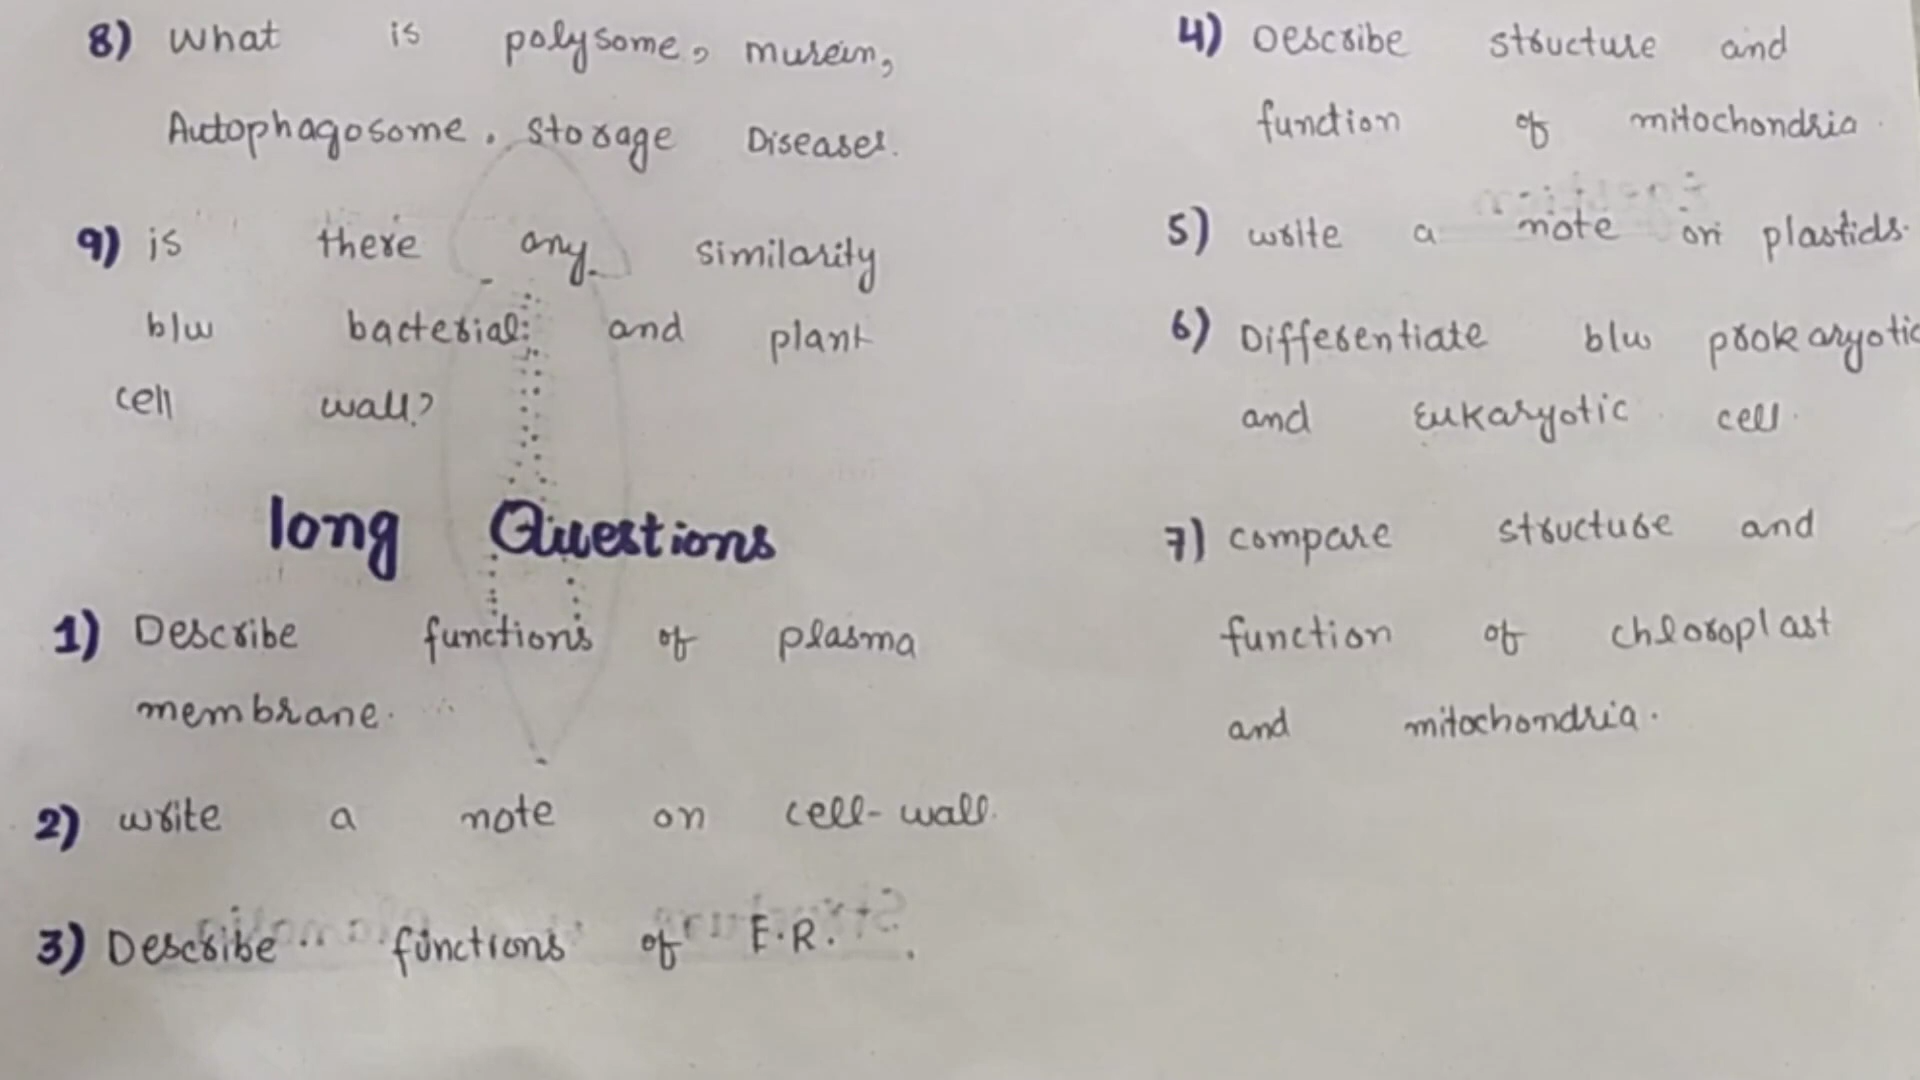 8) What is polysome, murein,
Autophagosome, storage Diseases.
9) is there any similarity
b/w bacterial and plant
cell wall?
long Questions
1) Describe functions of plasma
membrane.
2) write a note on cell-wall.
3) Describe functions of E.R.
4) Describe structure and
function of mitochondria.
5) write a note on plastids.
6) Differentiate b/w prokaryotic
and Eukaryotic cell.
7) compare structure and
function of chloroplast
and mitochondria.